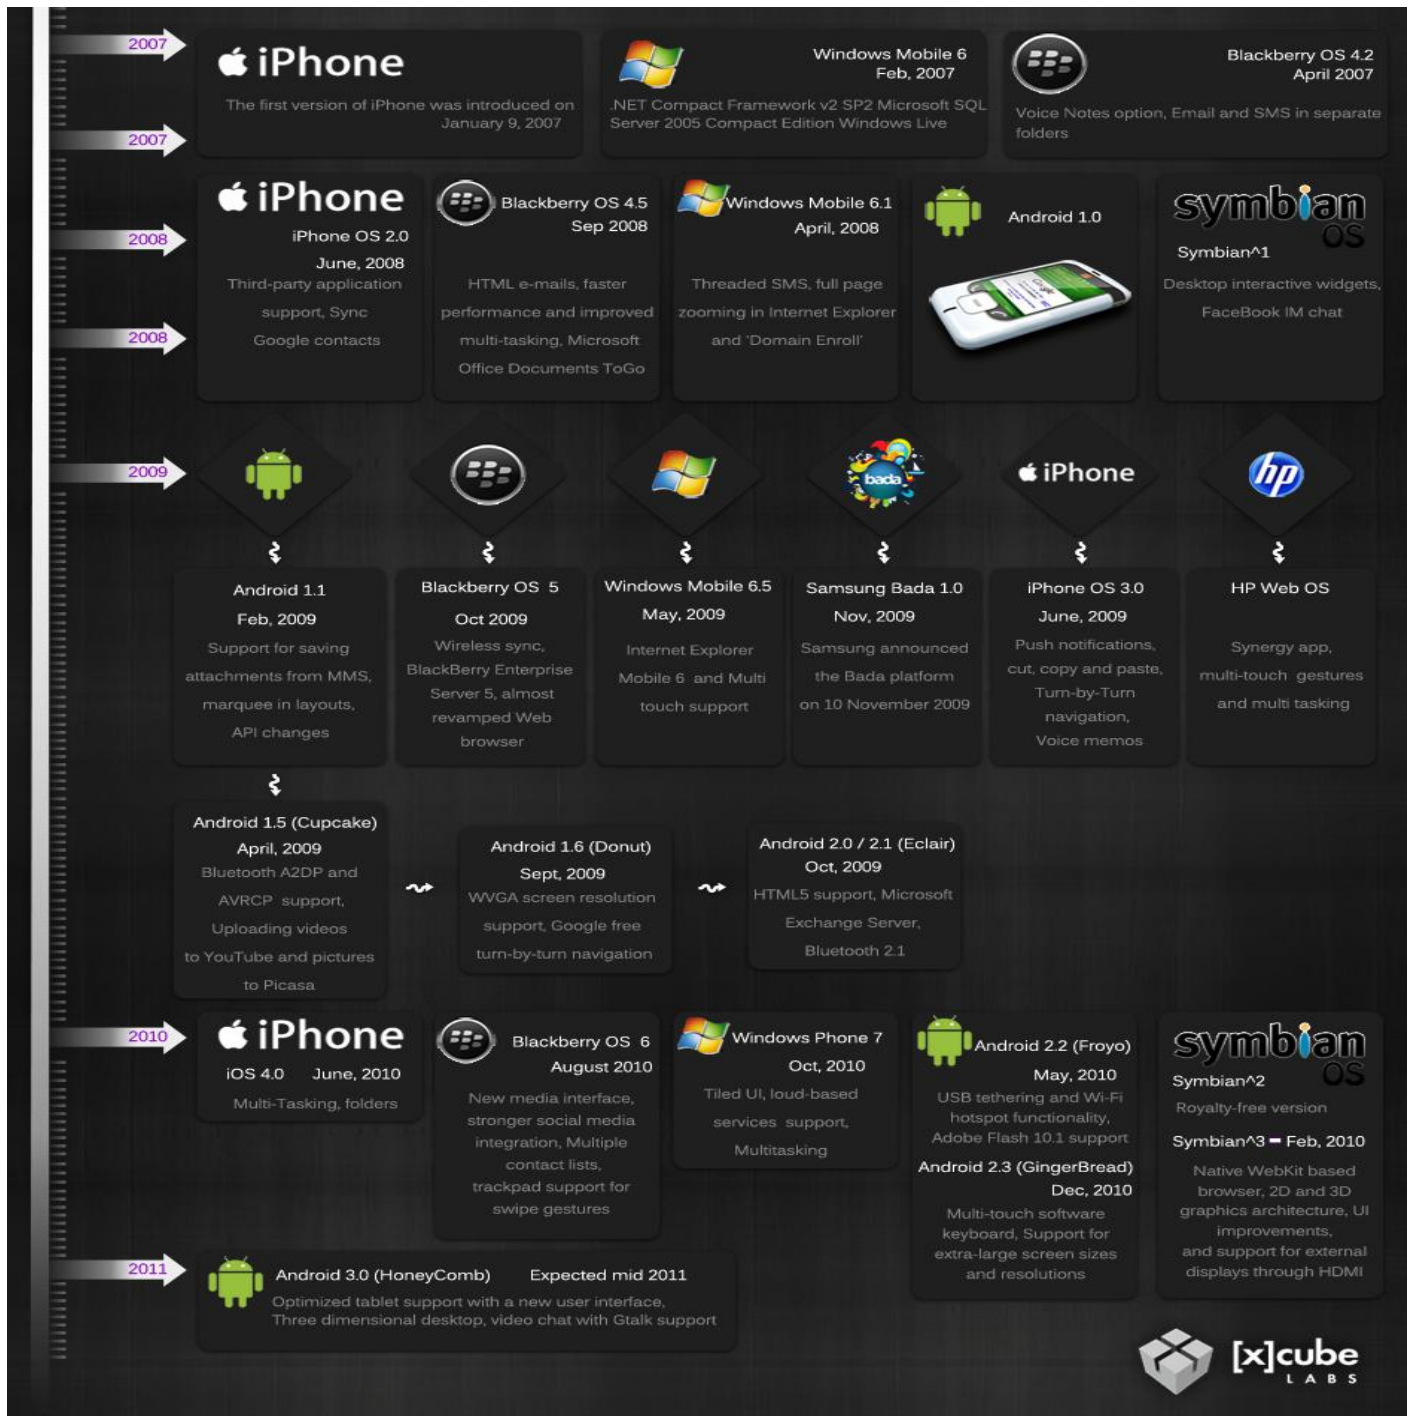 2007
iPhone
The first version of iPhone was introduced on
January 9, 2007
Windows Mobile 6
Feb, 2007
.NET Compact Framework v2 SP2 Microsoft SQL
Server 2005 Compact Edition Windows Live
Blackberry OS 4.2
April 2007
Voice Notes option, Email and SMS in separate
folders
2007
2008
iPhone
iPhone OS 2.0
June, 2008
Third-party application
support, Sync
Google contacts
Blackberry OS 4.5
Sep 2008
HTML e-mails, faster
performance and improved
multi-tasking, Microsoft
Office Documents ToGo
Windows Mobile 6.1
April, 2008
Threaded SMS, full page
zooming in Internet Explorer
and 'Domain Enroll'
Android 1.0
Google
symbian
OS
Symbian^1
Desktop interactive widgets,
FaceBook IM chat
2008
2009
bada
iPhone
hp
Android 1.1
Feb, 2009
Support for saving
attachments from MMS,
marquee in layouts,
API changes
Blackberry OS 5
Oct 2009
Wireless sync,
BlackBerry Enterprise
Server 5, almost
revamped Web
browser
Windows Mobile 6.5
May, 2009
Internet Explorer
Mobile 6 and Multi
touch support
Samsung Bada 1.0
Nov, 2009
Samsung announced
the Bada platform
on 10 November 2009
iPhone OS 3.0
June, 2009
Push notifications,
cut, copy and paste,
Turn-by-Turn
navigation,
Voice memos
HP Web OS
Synergy app,
multi-touch gestures
and multi tasking
Android 1.5 (Cupcake)
April, 2009
Bluetooth A2DP and
AVRCP support,
Uploading videos
to YouTube and pictures
to Picasa
Android 1.6 (Donut)
Sept, 2009
WVGA screen resolution
support, Google free
turn-by-turn navigation
Android 2.0 / 2.1 (Eclair)
Oct, 2009
HTML5 support, Microsoft
Exchange Server,
Bluetooth 2.1
2010
iPhone
iOS 4.0 June, 2010
Multi-Tasking, folders
Blackberry OS 6
August 2010
New media interface,
stronger social media
integration, Multiple
contact lists,
trackpad support for
swipe gestures
Windows Phone 7
Oct, 2010
Tiled UI, loud-based
services support,
Multitasking
Android 2.2 (Froyo)
May, 2010
USB tethering and Wi-Fi
hotspot functionality,
Adobe Flash 10.1 support
Android 2.3 (GingerBread)
Dec, 2010
Multi-touch software
keyboard, Support for
extra-large screen sizes
and resolutions
symbian
OS
Symbian^2
Royalty-free version
Symbian^3 - Feb, 2010
Native WebKit based
browser, 2D and 3D
graphics architecture, UI
improvements,
and support for external
displays through HDMI
2011
Android 3.0 (HoneyComb) Expected mid 2011
Optimized tablet support with a new user interface,
Three dimensional desktop, video chat with Gtalk support
[x]cube
LABS